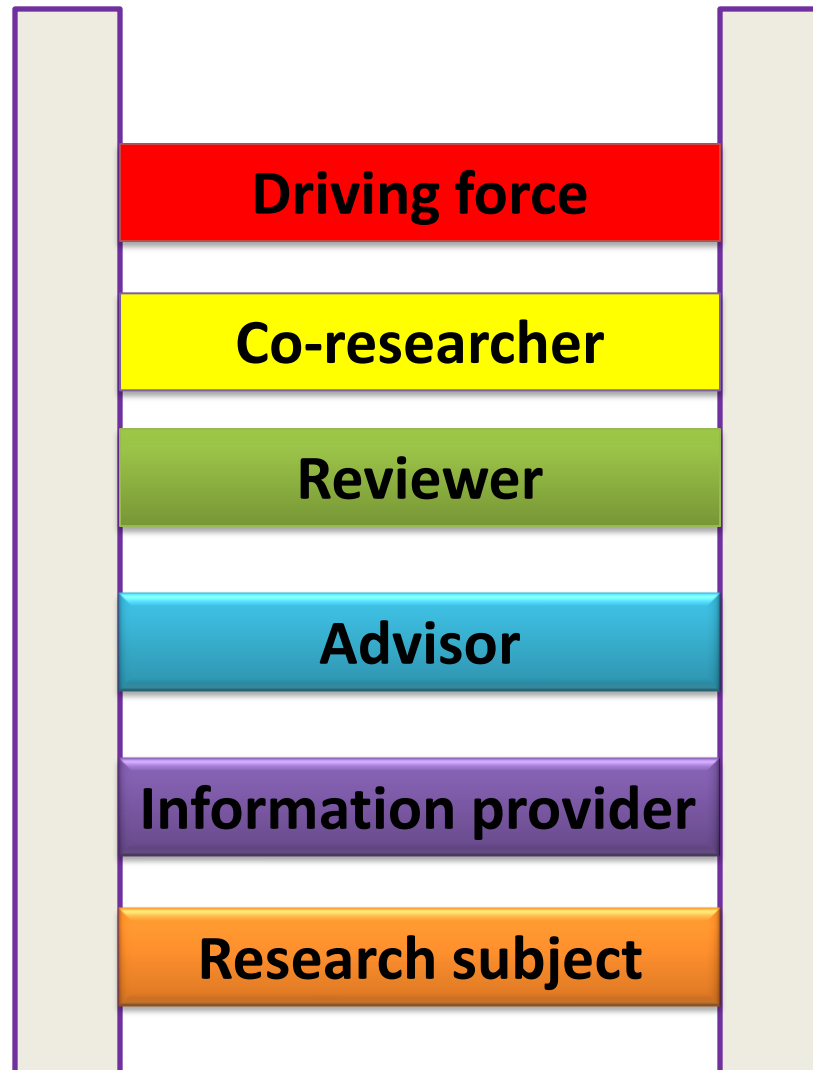 Driving force
Co-researcher
Reviewer
Advisor
Information provider
Research subject